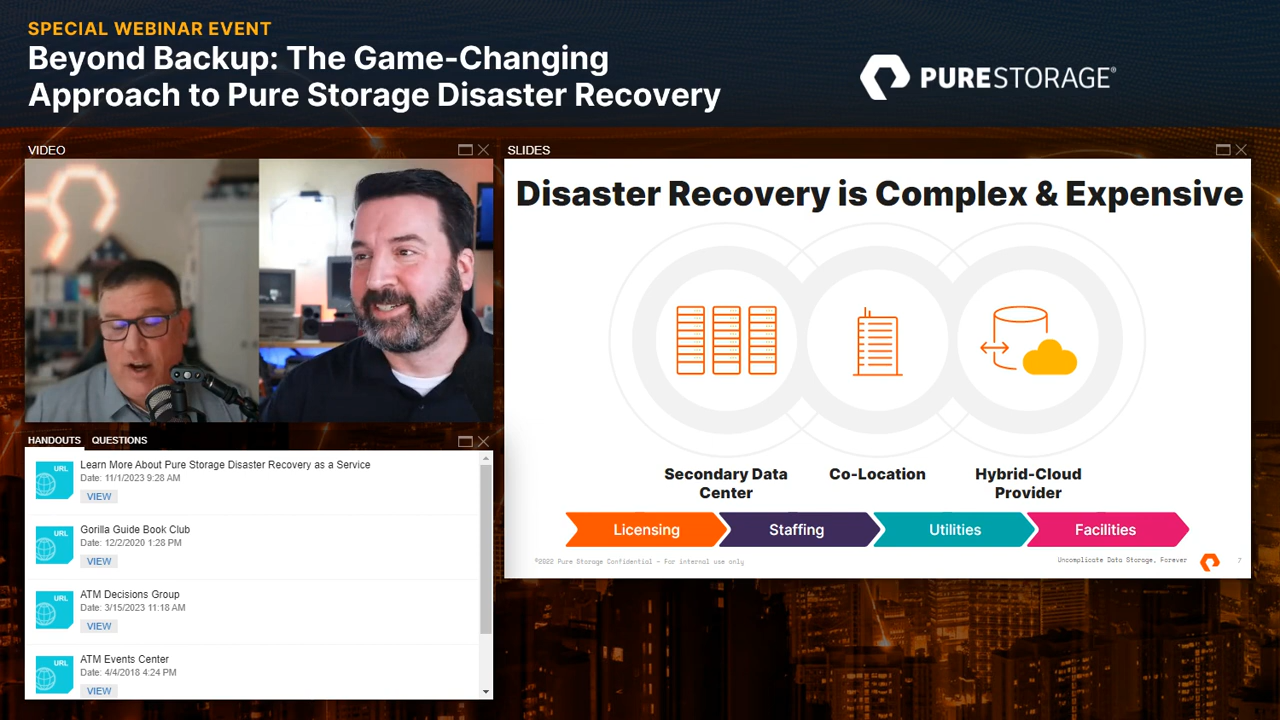 SPECIAL WEBINAR EVENT
Beyond Backup: The Game-Changing
Approach to Pure Storage Disaster Recovery
PURESTORAGE®
VIDEO
SLIDES
Disaster Recovery is Complex & Expensive
Secondary Data
Center
Co-Location
Hybrid-Cloud
Provider
Licensing
Staffing
Utilities
Facilities
©2022 Pure Storage Confidential – For internal use only
Uncomplicate Data Storage, Forever
7
HANDOUTS
QUESTIONS
URL
Learn More About Pure Storage Disaster Recovery as a Service
Date: 11/1/2023 9:28 AM
VIEW
URL
Gorilla Guide Book Club
Date: 12/2/2020 1:28 PM
VIEW
URL
ATM Decisions Group
Date: 3/15/2023 11:18 AM
VIEW
URL
ATM Events Center
Date: 4/4/2018 4:24 PM
VIEW